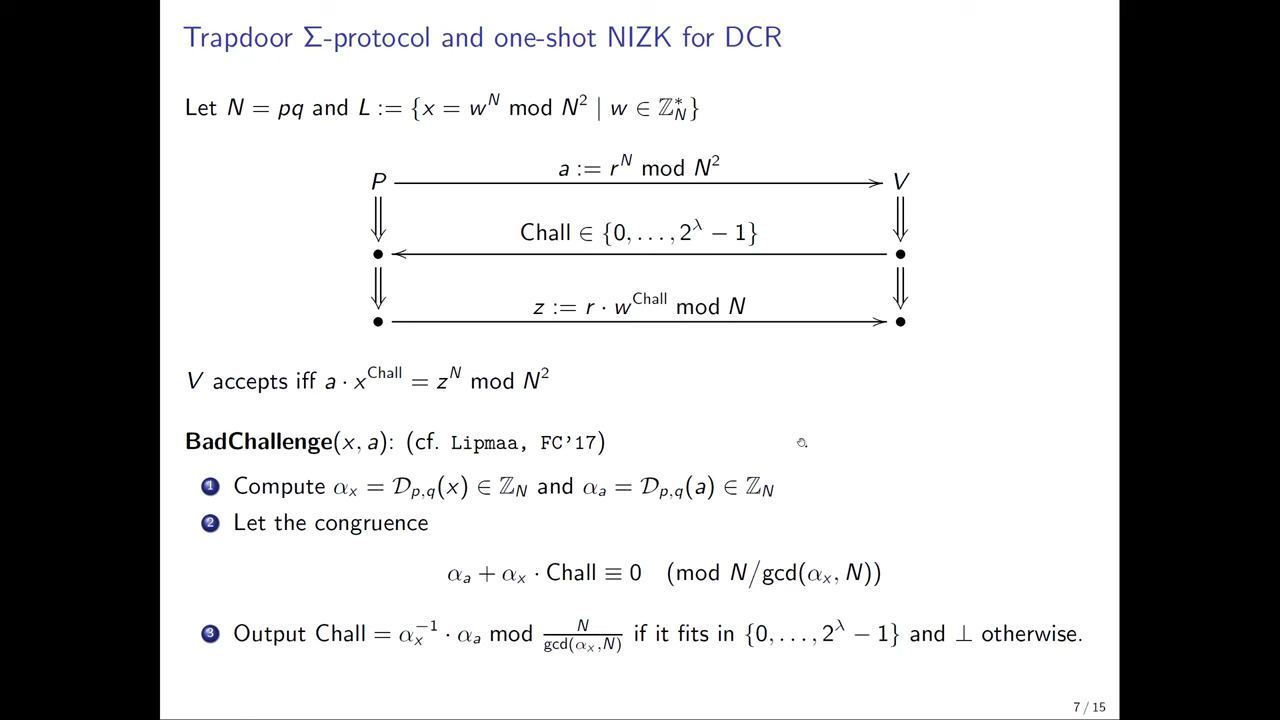 Trapdoor Σ-protocol and one-shot NIZK for DCR
Let N = pq and L := {x = w^N mod N^2 | w ∈ ℤ*_N}
a := r^N mod N^2
P V
Chall ∈ {0, . . . , 2^λ − 1}
z := r · w^Chall mod N
V accepts iff a · x^Chall = z^N mod N^2
BadChallenge(x, a): (cf. Lipmaa, FC'17)
1 Compute α_x = 𝒟_{p,q}(x) ∈ ℤ_N and α_a = 𝒟_{p,q}(a) ∈ ℤ_N
2 Let the congruence
α_a + α_x · Chall ≡ 0 (mod N/gcd(α_x, N))
3 Output Chall = α_x^{−1} · α_a mod N/gcd(α_x,N) if it fits in {0, . . . , 2^λ − 1} and ⊥ otherwise.
7 / 15